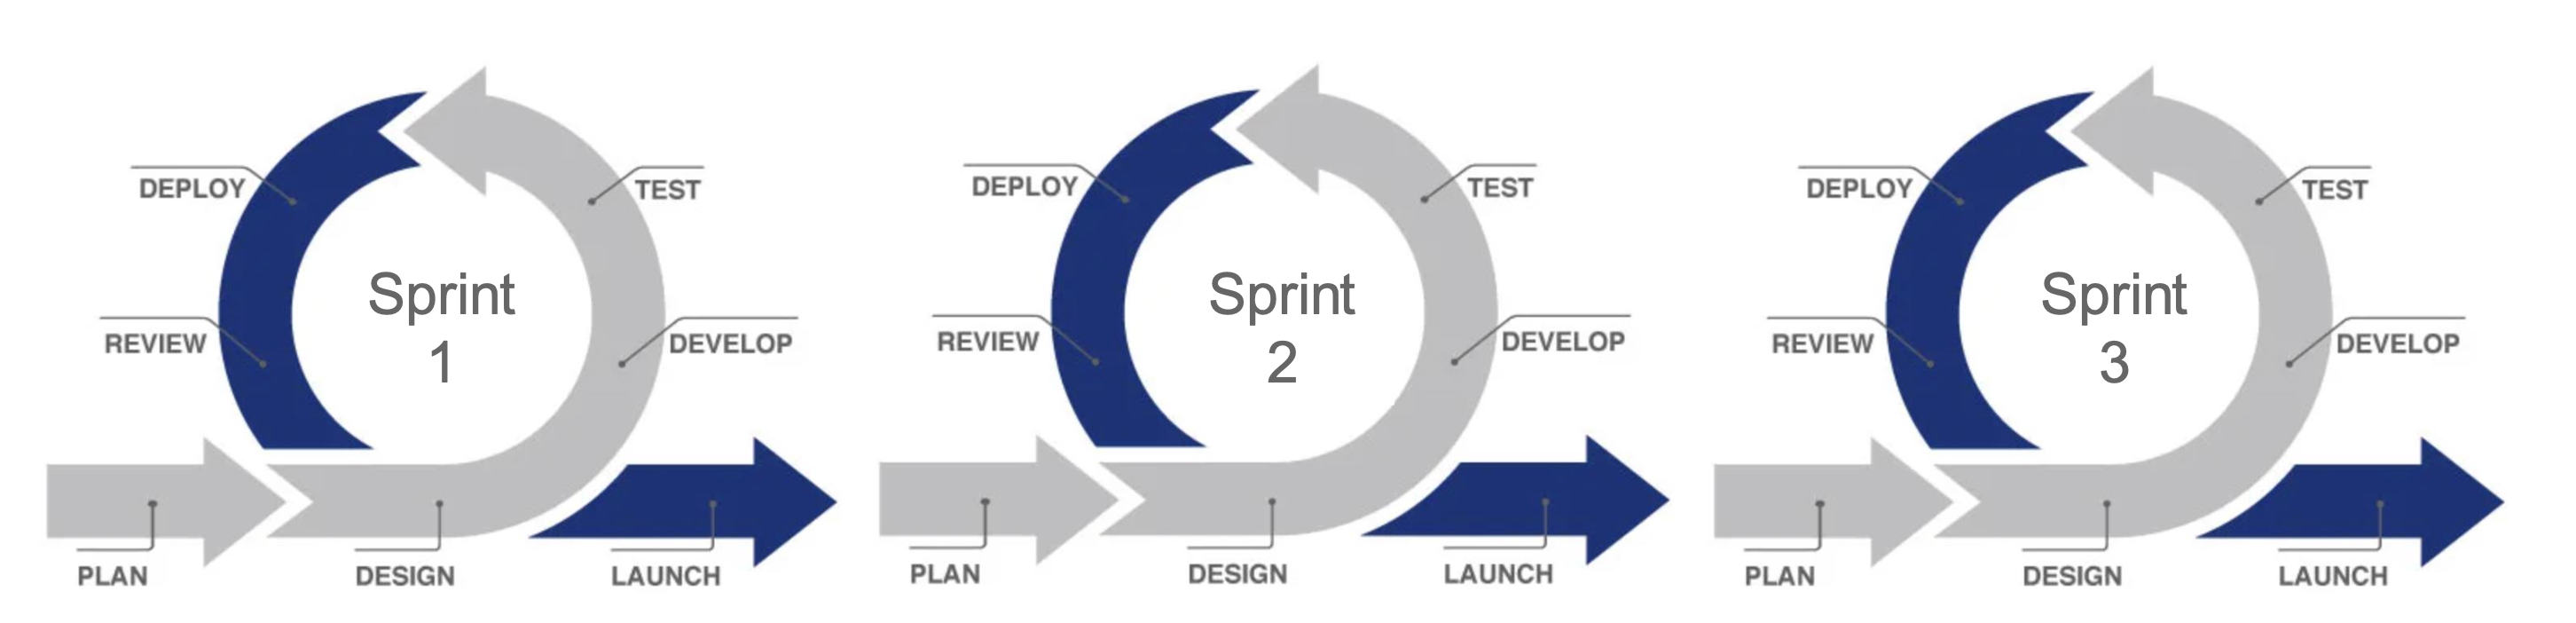 DEPLOY
TEST
Sprint
1
REVIEW
DEVELOP
PLAN
DESIGN
LAUNCH
DEPLOY
TEST
Sprint
2
REVIEW
DEVELOP
PLAN
DESIGN
LAUNCH
DEPLOY
TEST
Sprint
3
REVIEW
DEVELOP
PLAN
DESIGN
LAUNCH